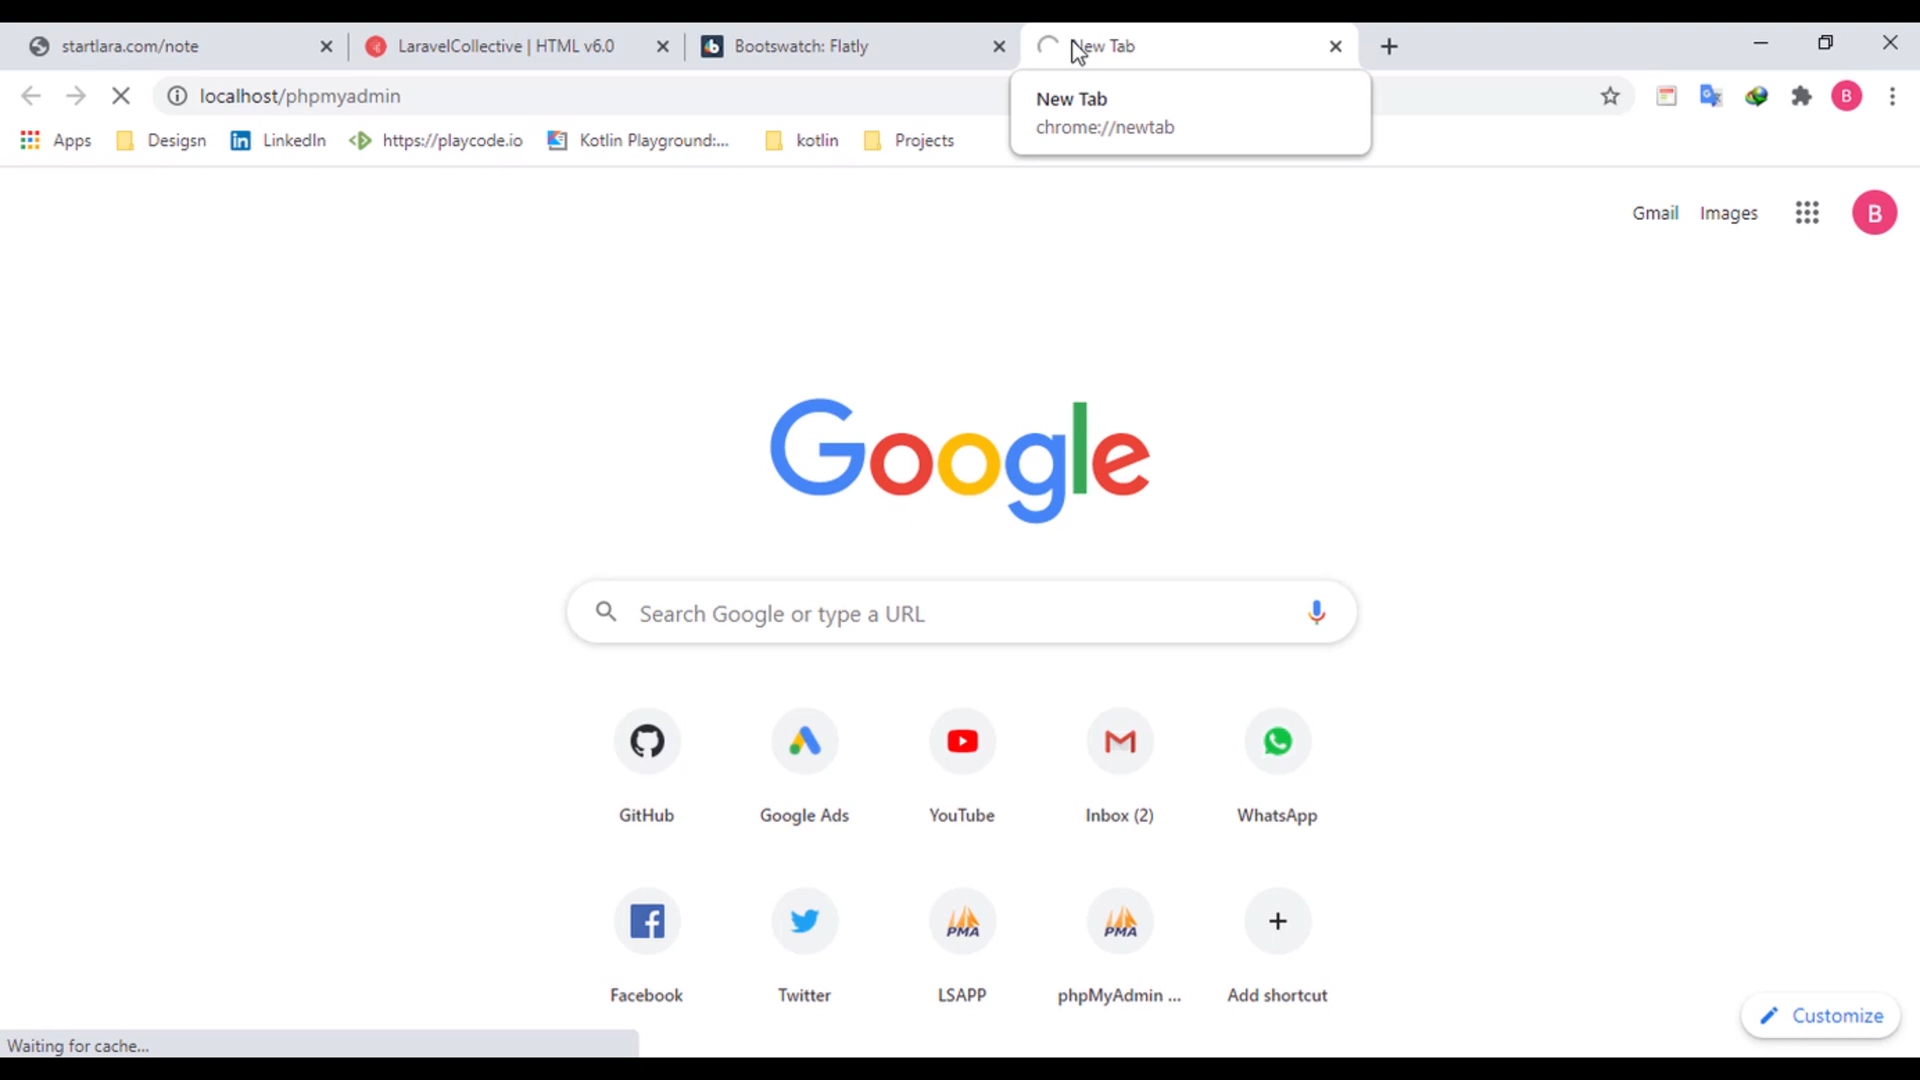 startlara.com/note
LaravelCollective | HTML v6.0
Bootswatch: Flatly
New Tab
localhost/phpmyadmin
New Tab
chrome://newtab
B
Apps
Desigsn
LinkedIn
https://playcode.io
Kotlin Playground:...
kotlin
Projects
Gmail
Images
B
Google
Search Google or type a URL
GitHub
Google Ads
YouTube
Inbox (2)
WhatsApp
PMA
PMA
Facebook
Twitter
LSAPP
phpMyAdmin ...
Add shortcut
Customize
Waiting for cache...